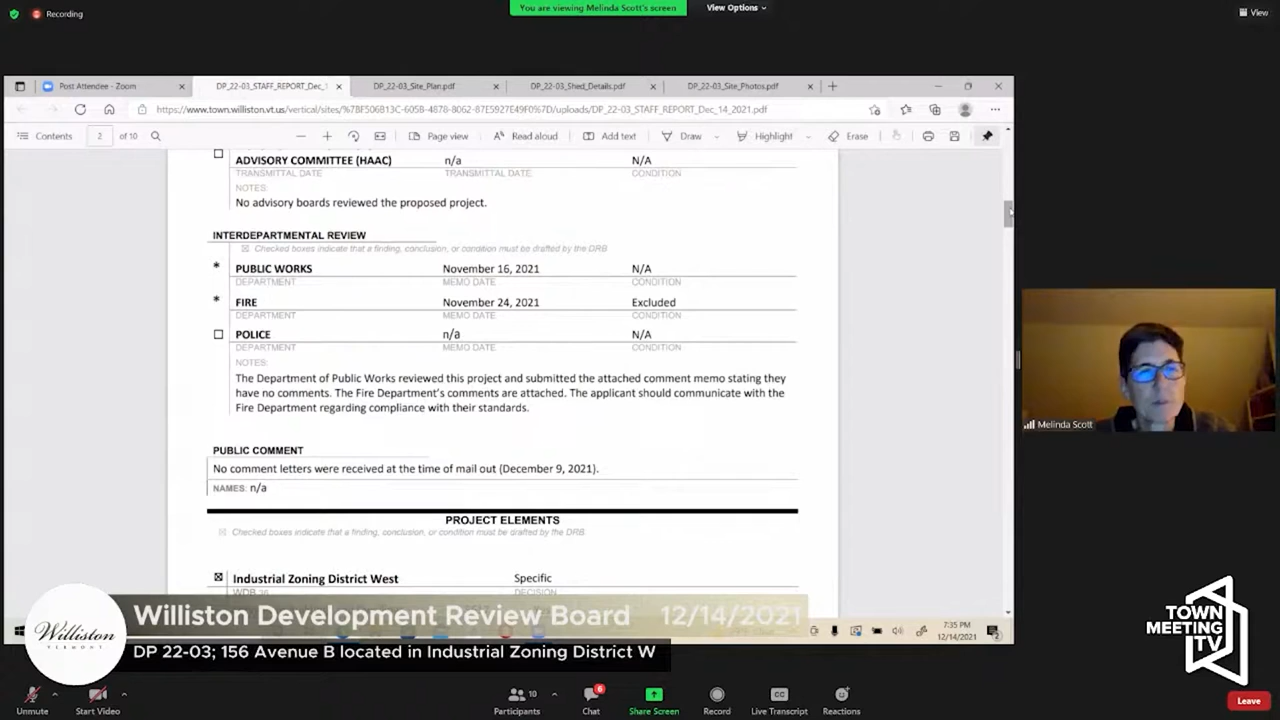 Recording
You are viewing Melinda Scott's screen
View Options
View
Post Attendee - Zoom
DP_22-03_STAFF_REPORT_Dec_1
DP_22-03_Site_Plan.pdf
DP_22-03_Shed_Details.pdf
DP_22-03_Site_Photos.pdf
https://www.town.williston.vt.us/vertical/sites/%7BF506B13C-605B-4878-8062-87E5927E49F0%7D/uploads/DP_22-03_STAFF_REPORT_Dec_14_2021.pdf
Contents 2 of 10 Page view Read aloud Add text Draw Highlight Erase
ADVISORY COMMITTEE (HAAC) n/a N/A
TRANSMITTAL DATE TRANSMITTAL DATE CONDITION
NOTES:
No advisory boards reviewed the proposed project.
INTERDEPARTMENTAL REVIEW
Checked boxes indicate that a finding, conclusion, or condition must be drafted by the DRB
* PUBLIC WORKS November 16, 2021 N/A
DEPARTMENT MEMO DATE CONDITION
* FIRE November 24, 2021 Excluded
DEPARTMENT MEMO DATE CONDITION
POLICE n/a N/A
DEPARTMENT MEMO DATE CONDITION
NOTES:
The Department of Public Works reviewed this project and submitted the attached comment memo stating they
have no comments. The Fire Department's comments are attached. The applicant should communicate with the
Fire Department regarding compliance with their standards.
PUBLIC COMMENT
No comment letters were received at the time of mail out (December 9, 2021).
NAMES: n/a
PROJECT ELEMENTS
Checked boxes indicate that a finding, conclusion, or condition must be drafted by the DRB
Industrial Zoning District West Specific
WDB 36 DECISION
Melinda Scott
Williston
VERMONT
Williston Development Review Board 12/14/2021
DP 22-03; 156 Avenue B located in Industrial Zoning District W
7:35 PM
12/14/2021
2
TOWN
MEETING
TV
Unmute
Start Video
10
Participants
6
Chat
Share Screen
Record
CC
Live Transcript
Reactions
Leave